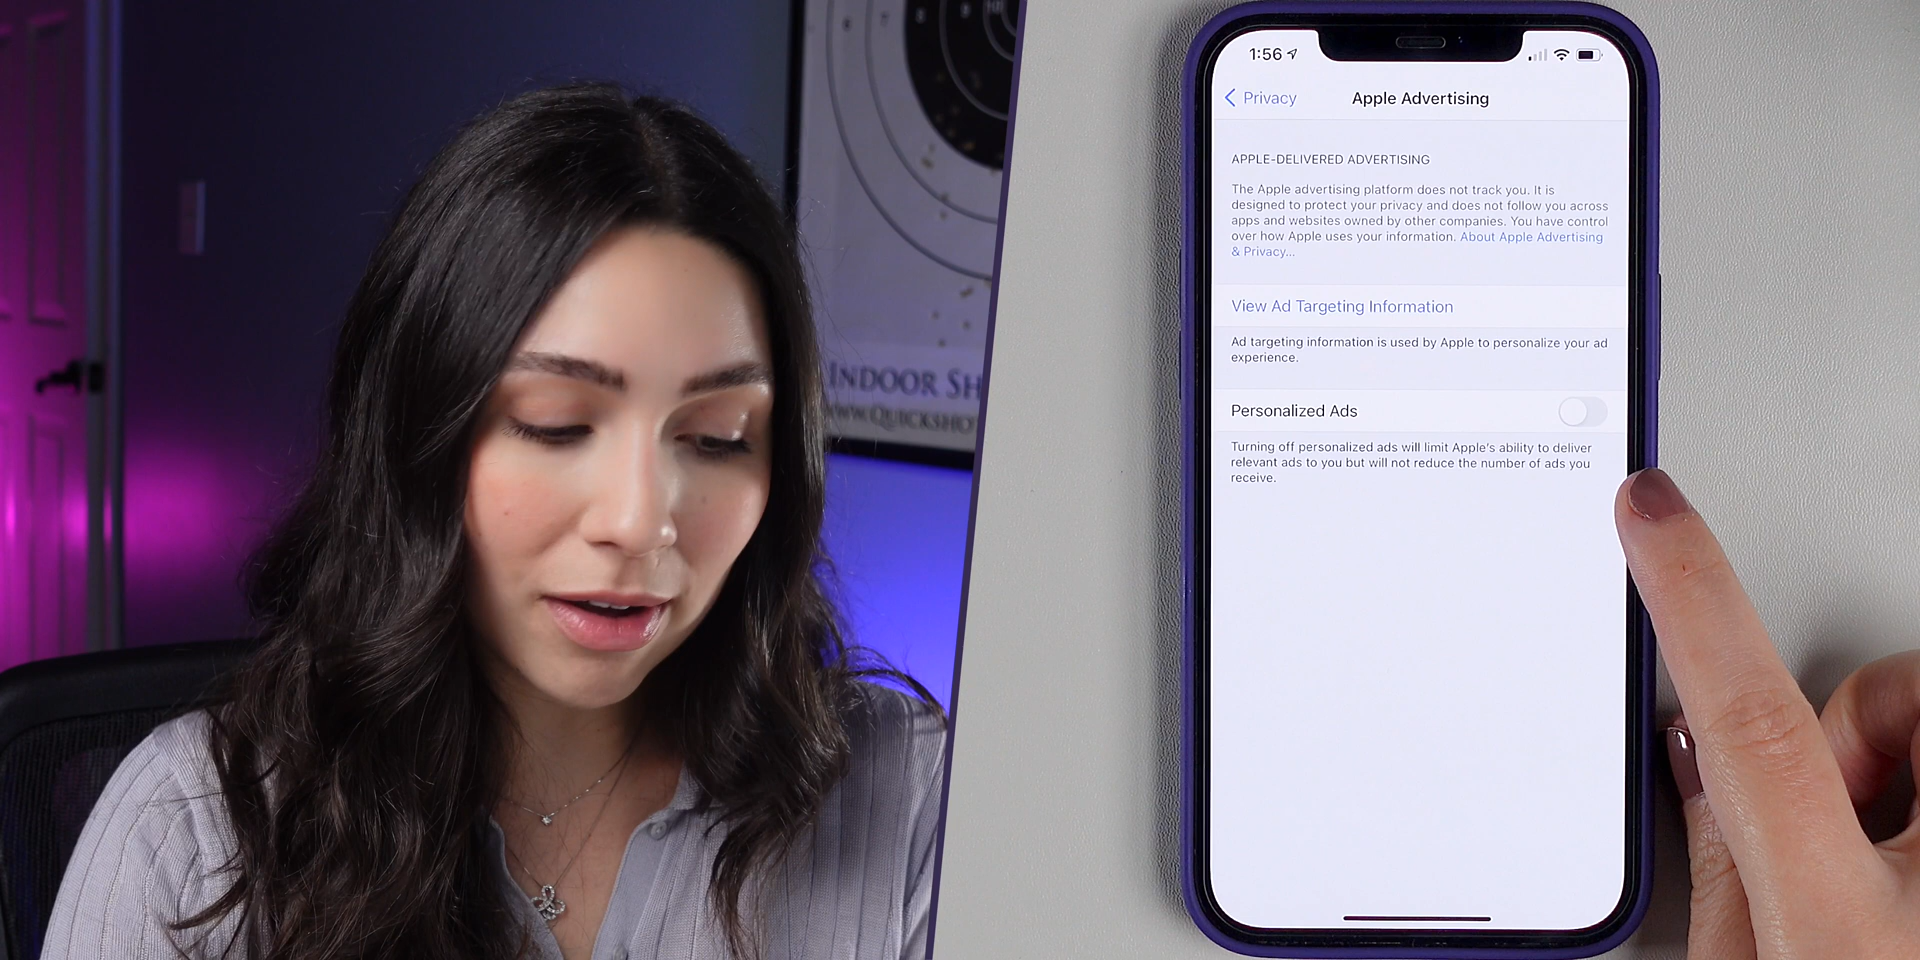 INDOOR SH
WWW.QUICKSHO
1:56
Privacy
Apple Advertising
APPLE-DELIVERED ADVERTISING
The Apple advertising platform does not track you. It is
designed to protect your privacy and does not follow you across
apps and websites owned by other companies. You have control
over how Apple uses your information. About Apple Advertising
& Privacy...
View Ad Targeting Information
Ad targeting information is used by Apple to personalize your ad
experience.
Personalized Ads
Turning off personalized ads will limit Apple's ability to deliver
relevant ads to you but will not reduce the number of ads you
receive.